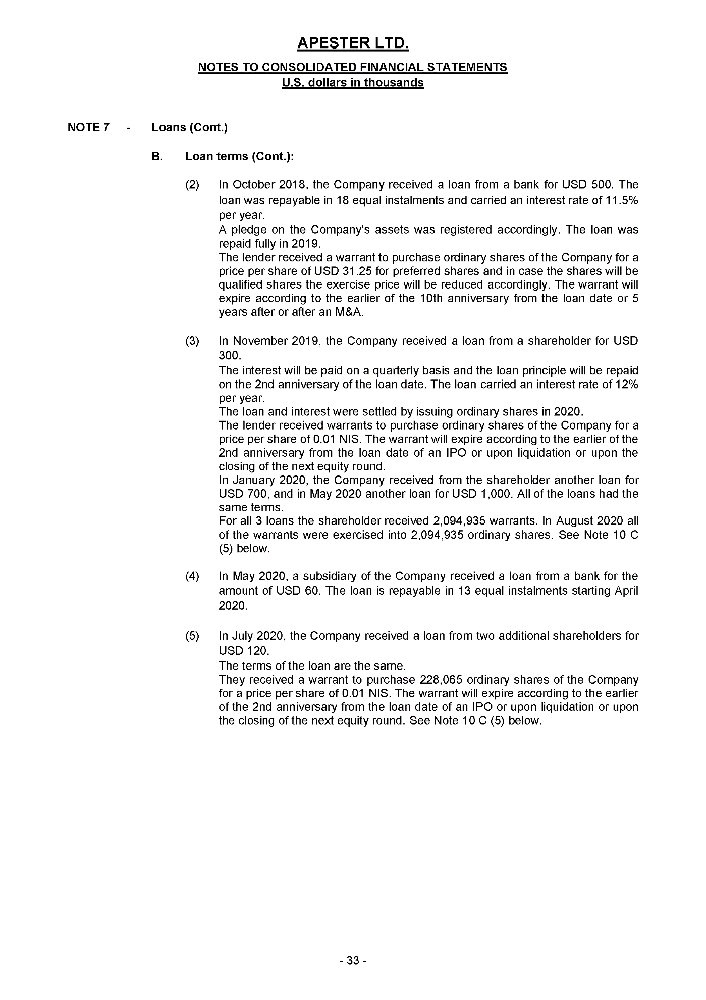 APESTER LTD.
NOTES TO CONSOLIDATED FINANCIAL STATEMENTS
U.S. dollars in thousands
NOTE 7 - Loans (Cont.)
B. Loan terms (Cont.):
(2) In October 2018, the Company received a loan from a bank for USD 500. The
loan was repayable in 18 equal instalments and carried an interest rate of 11.5%
per year.
A pledge on the Company's assets was registered accordingly. The loan was
repaid fully in 2019.
The lender received a warrant to purchase ordinary shares of the Company for a
price per share of USD 31.25 for preferred shares and in case the shares will be
qualified shares the exercise price will be reduced accordingly. The warrant will
expire according to the earlier of the 10th anniversary from the loan date or 5
years after or after an M&A.
(3) In November 2019, the Company received a loan from a shareholder for USD
300.
The interest will be paid on a quarterly basis and the loan principle will be repaid
on the 2nd anniversary of the loan date. The loan carried an interest rate of 12%
per year.
The loan and interest were settled by issuing ordinary shares in 2020.
The lender received warrants to purchase ordinary shares of the Company for a
price per share of 0.01 NIS. The warrant will expire according to the earlier of the
2nd anniversary from the loan date of an IPO or upon liquidation or upon the
closing of the next equity round.
In January 2020, the Company received from the shareholder another loan for
USD 700, and in May 2020 another loan for USD 1,000. All of the loans had the
same terms.
For all 3 loans the shareholder received 2,094,935 warrants. In August 2020 all
of the warrants were exercised into 2,094,935 ordinary shares. See Note 10 C
(5) below.
(4) In May 2020, a subsidiary of the Company received a loan from a bank for the
amount of USD 60. The loan is repayable in 13 equal instalments starting April
2020.
(5) In July 2020, the Company received a loan from two additional shareholders for
USD 120.
The terms of the loan are the same.
They received a warrant to purchase 228,065 ordinary shares of the Company
for a price per share of 0.01 NIS. The warrant will expire according to the earlier
of the 2nd anniversary from the loan date of an IPO or upon liquidation or upon
the closing of the next equity round. See Note 10 C (5) below.
- 33 -